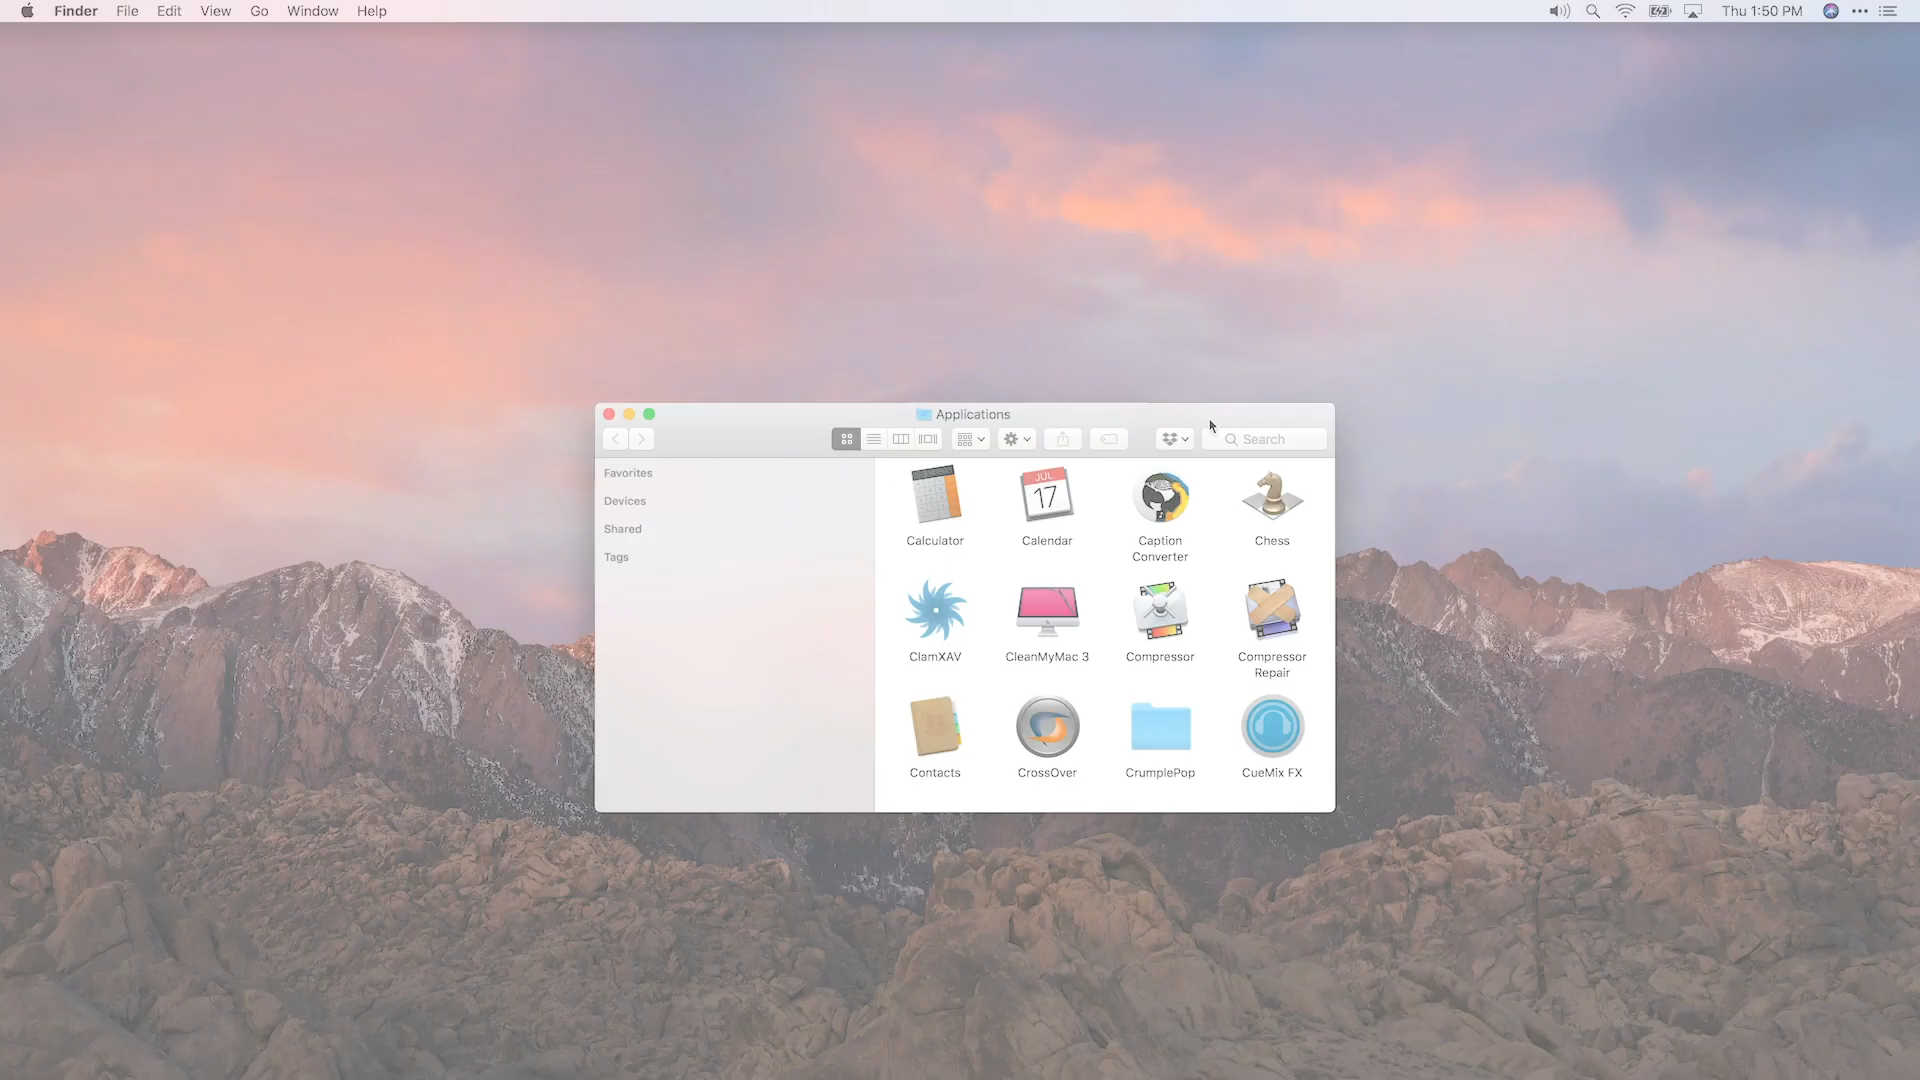 Finder File Edit View Go Window Help Thu 1:50 PM
Applications
Search
Favorites
Devices
Shared
Tags
JUL
17
Calculator Calendar Caption Converter Chess
ClamXAV CleanMyMac 3 Compressor Compressor Repair
Contacts CrossOver CrumplePop CueMix FX